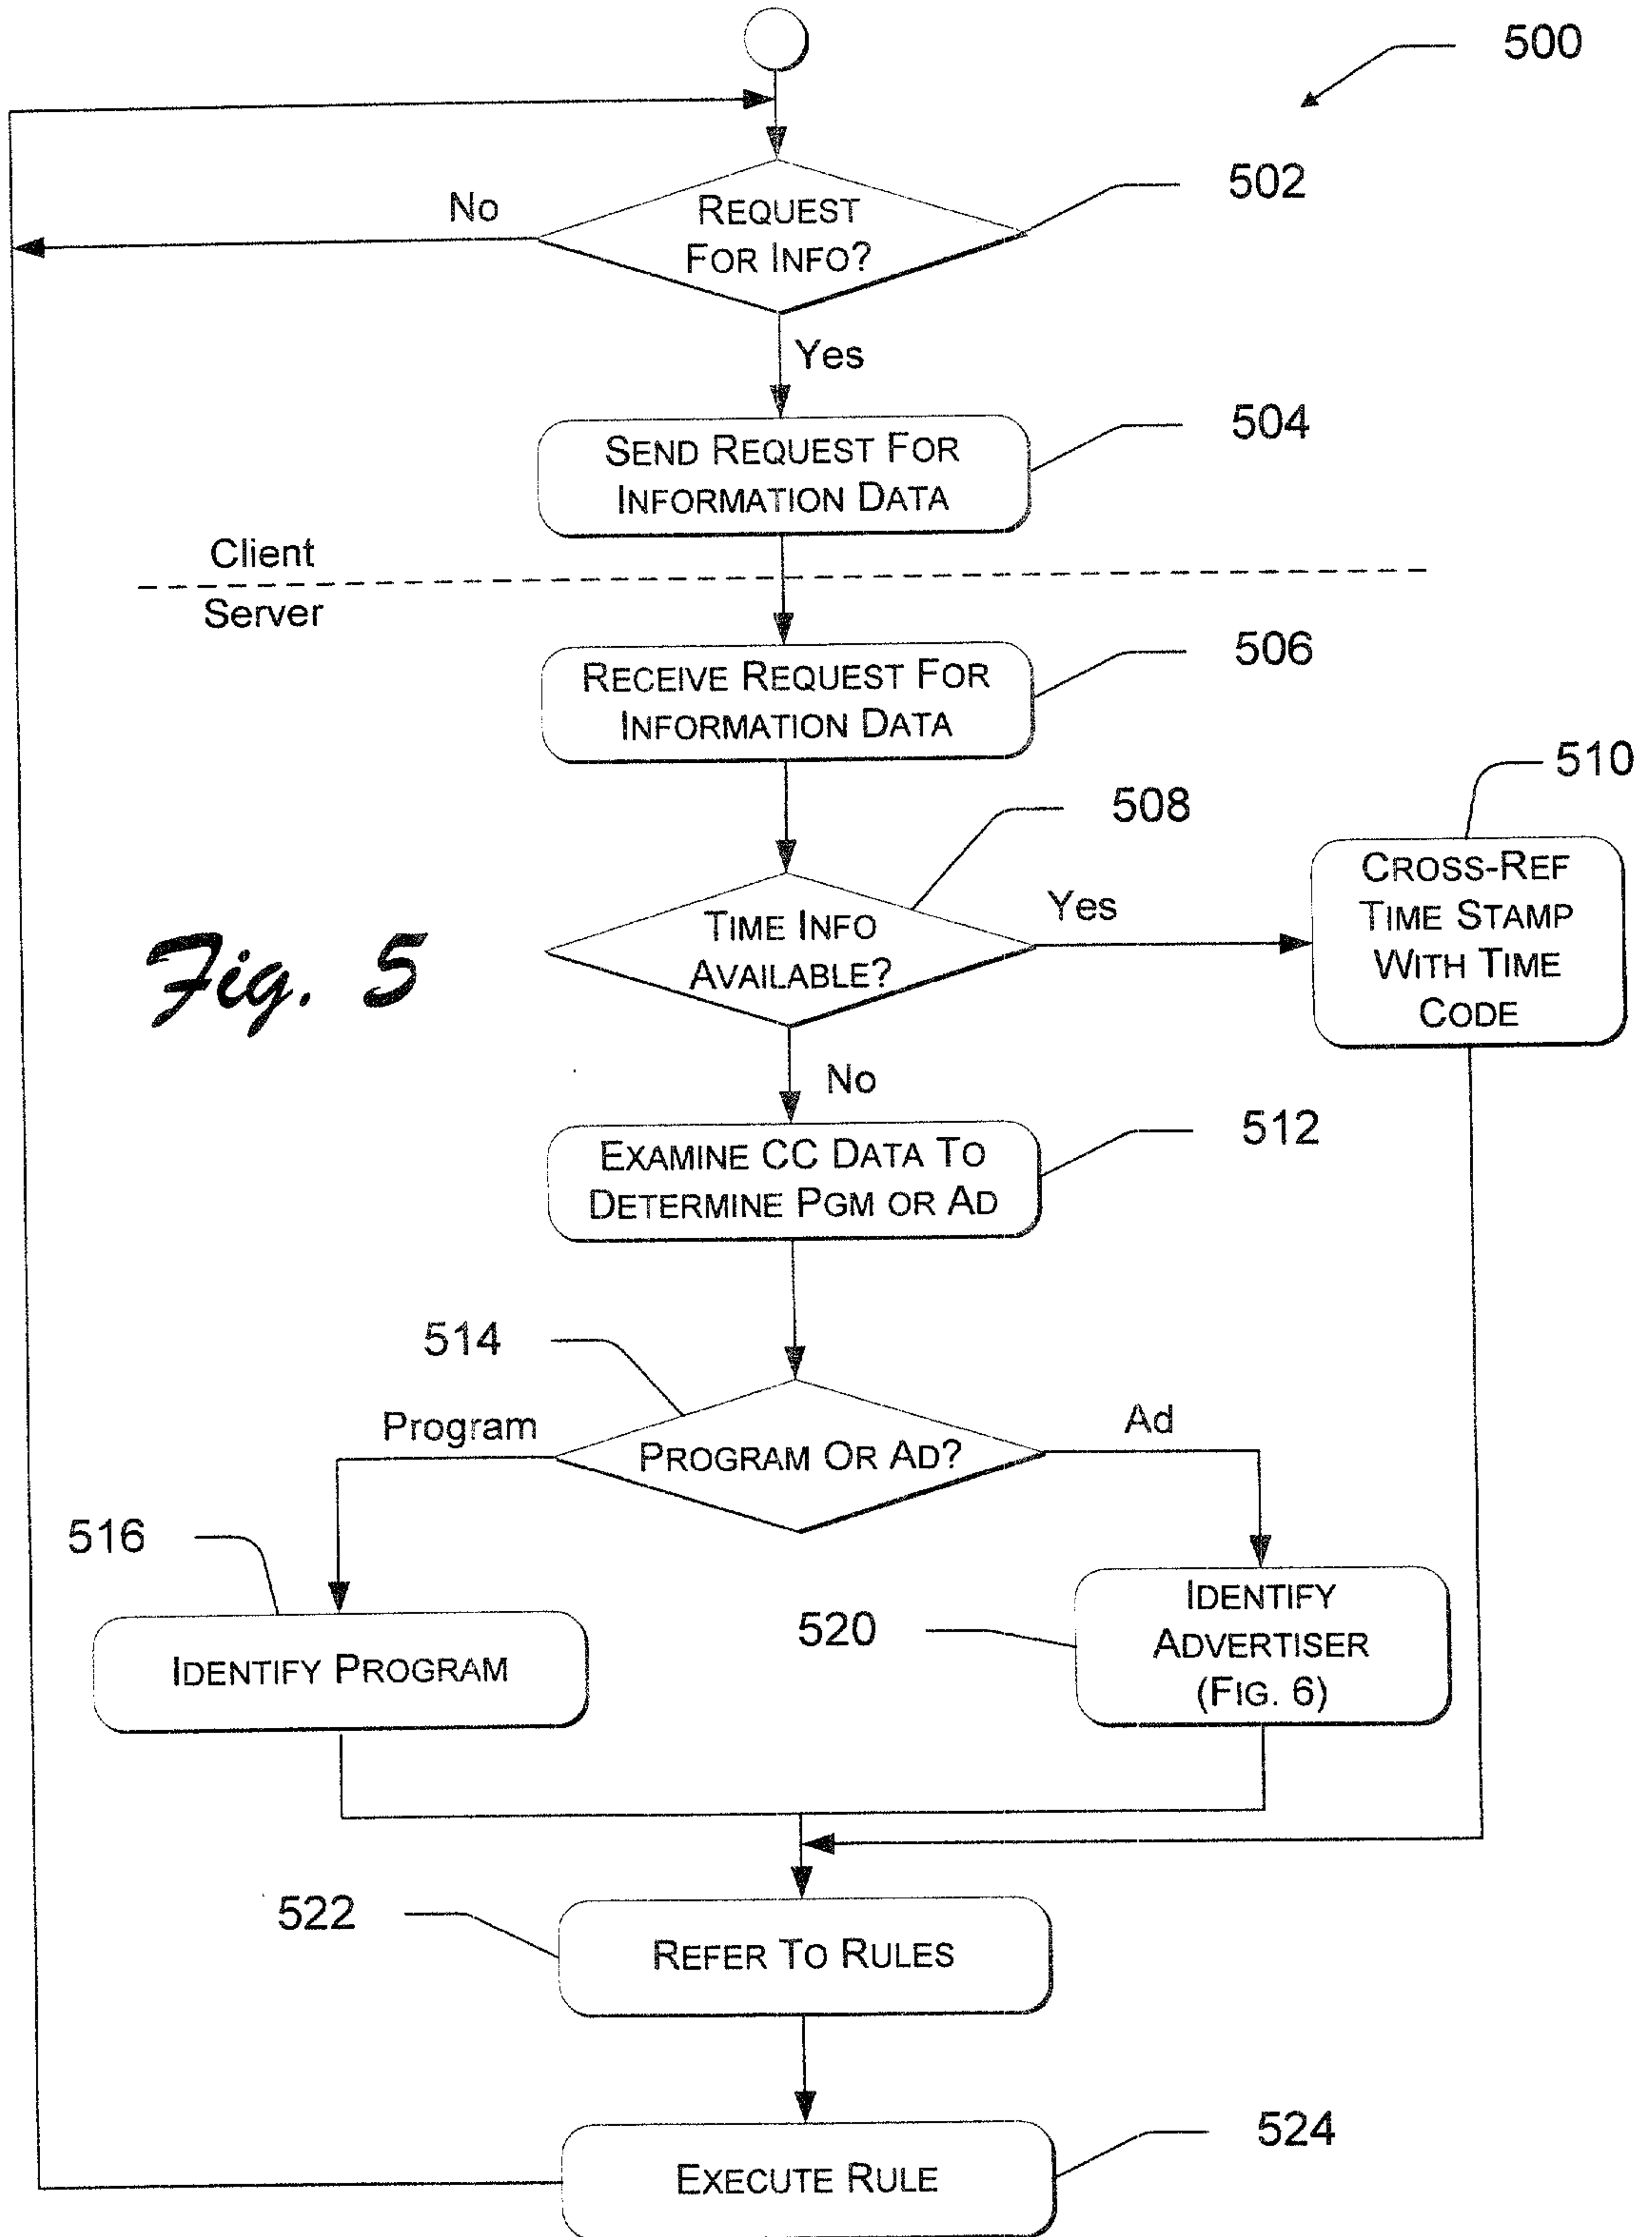 500
502
No
REQUEST
FOR INFO?
Yes
504
SEND REQUEST FOR
INFORMATION DATA
Client
Server
506
RECEIVE REQUEST FOR
INFORMATION DATA
510
508
CROSS-REF
TIME STAMP
WITH TIME
CODE
Yes
TIME INFO
AVAILABLE?
Fig. 5
No
512
EXAMINE CC DATA TO
DETERMINE PGM OR AD
514
Program
Ad
PROGRAM OR AD?
516
IDENTIFY PROGRAM
520
IDENTIFY
ADVERTISER
(FIG. 6)
522
REFER TO RULES
524
EXECUTE RULE